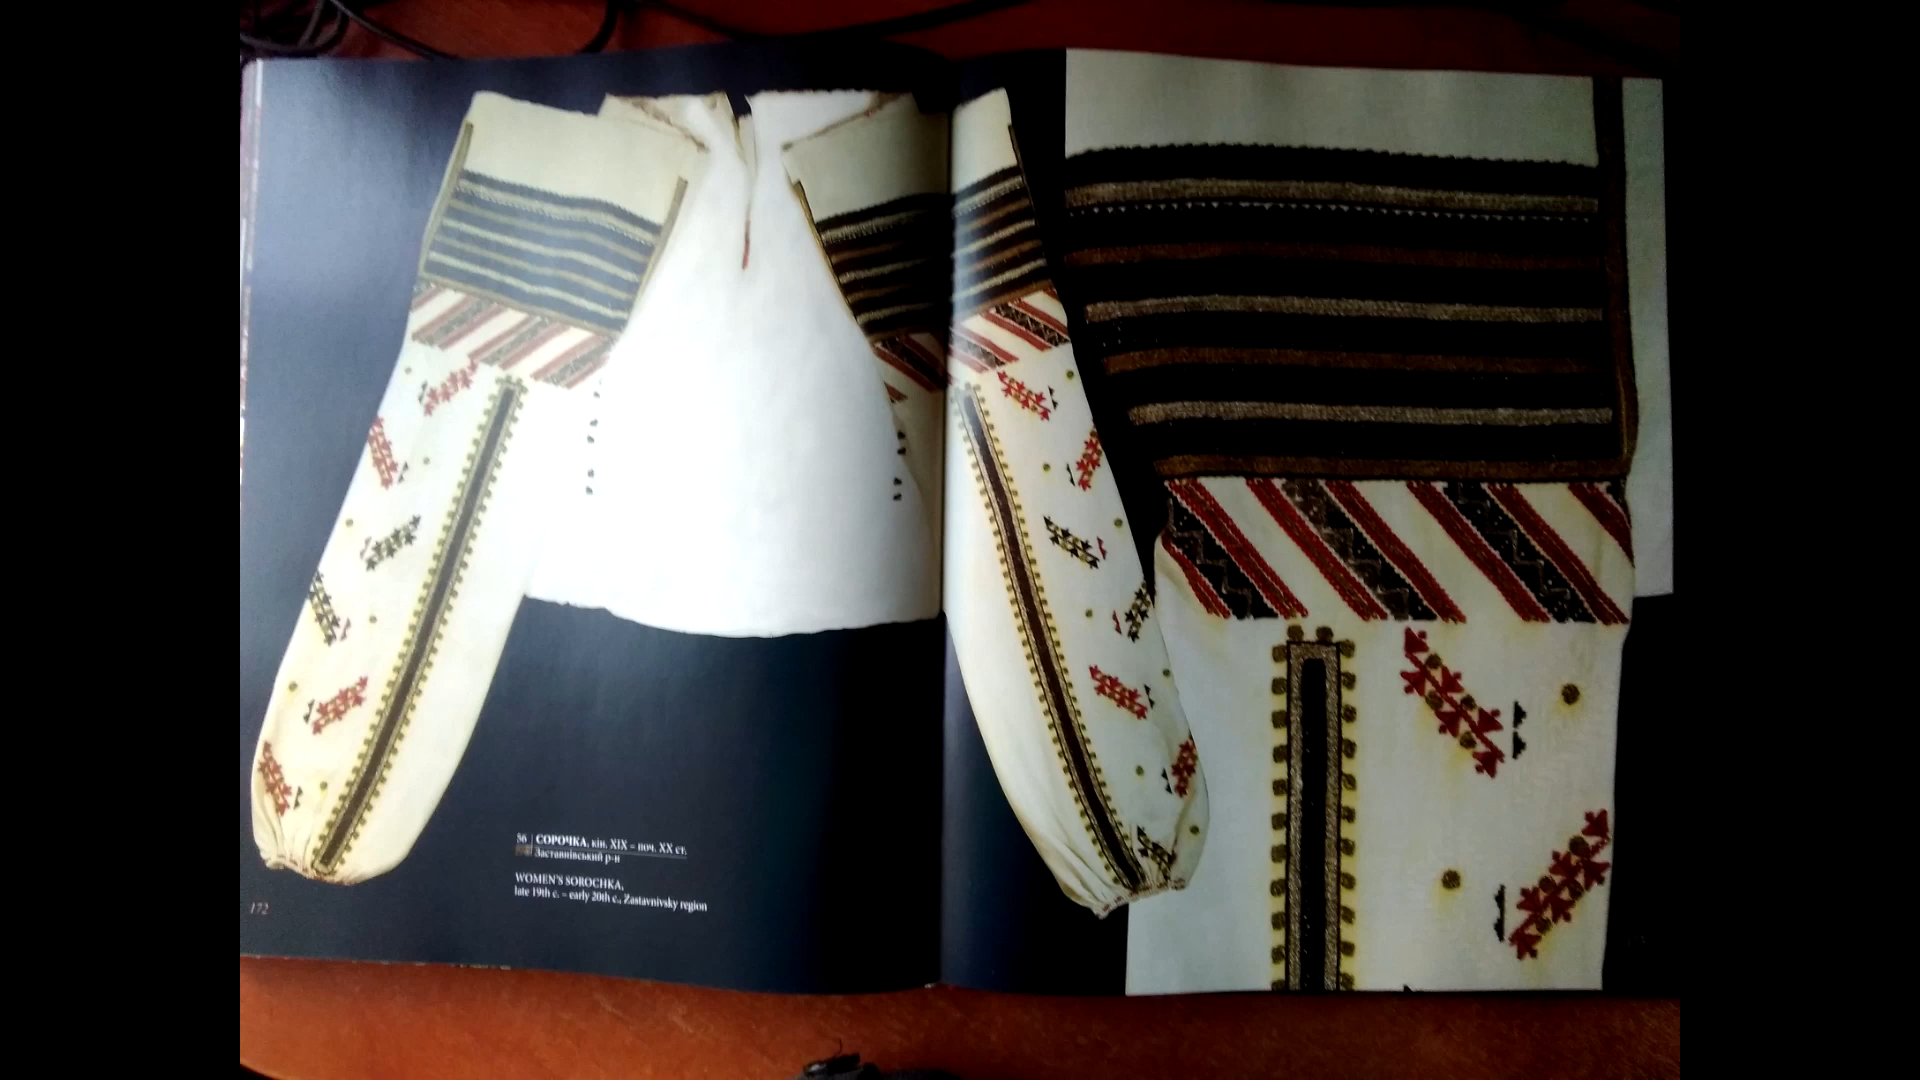 56 | СОРОЧКА, кін. XIX – поч. XX ст.
Заставнівський р-н
WOMEN'S SOROCHKA,
late 19th c. – early 20th c., Zastavnivsky region
172